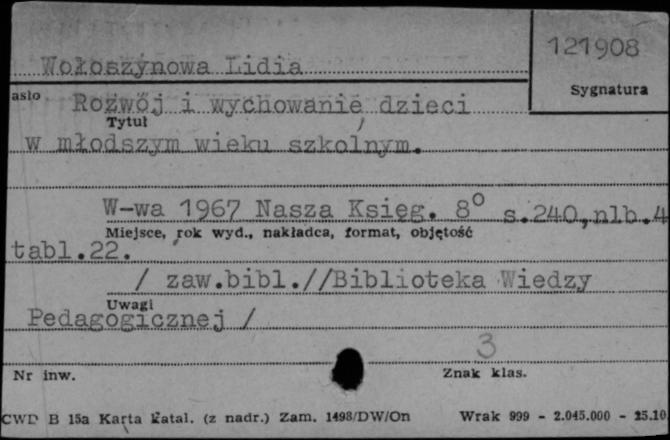 121908
Wołoszynowa Lidia
Sygnatura
asło Rozwój i wychowanie dzieci
Tytuł
w młodszym wieku szkolnym.
W-wa 1967 Nasza Księg. 8° s.240,nlb.4
Miejsce, rok wyd., nakładca, format, objętość
tabl.22.
/ zaw.bibl.//Biblioteka Wiedzy
Uwagi
Pedagogicznej /
3
Nr inw. Znak klas.
CWD B 15a Karta katal. (z nadr.) Zam. 1498/DW/On Wrak 999 - 2.045.000 - 25.10